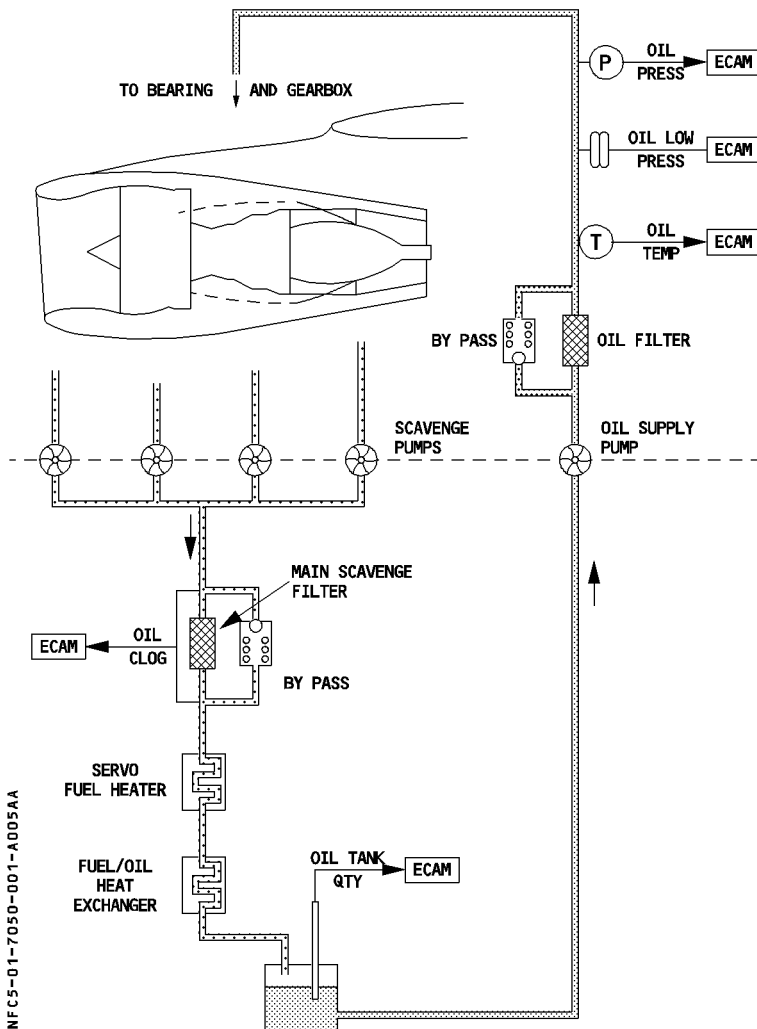 OIL
PRESS
P
ECAM
TO BEARING AND GEARBOX
OIL LOW
PRESS
ECAM
OIL
TEMP
T
ECAM
BY PASS
OIL FILTER
SCAVENGE
PUMPS
OIL SUPPLY
PUMP
MAIN SCAVENGE
FILTER
ECAM
OIL
CLOG
BY PASS
SERVO
FUEL HEATER
FUEL/OIL
HEAT
EXCHANGER
OIL TANK
QTY
ECAM
NFC5-01-7050-001-A005AA